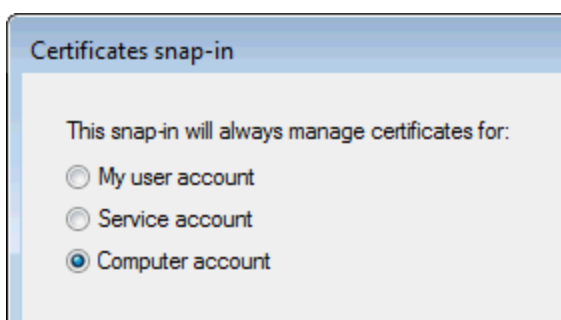 Certificates snap-in
This snap-in will always manage certificates for:
My user account
Service account
Computer account